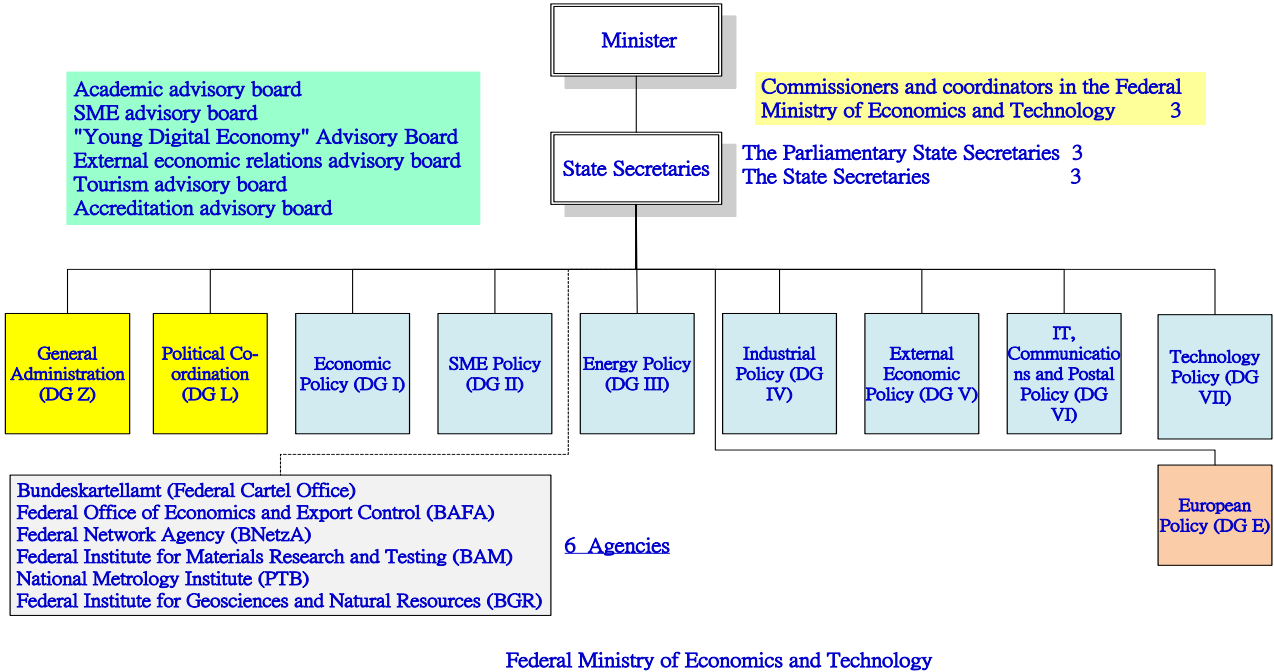 Minister
Academic advisory board
SME advisory board
"Young Digital Economy" Advisory Board
External economic relations advisory board
Tourism advisory board
Accreditation advisory board
Commissioners and coordinators in the Federal
Ministry of Economics and Technology 3
State Secretaries
The Parliamentary State Secretaries 3
The State Secretaries 3
General
Administration
(DG Z)
Political Co-
ordination
(DG L)
Economic
Policy (DG I)
SME Policy
(DG II)
Energy Policy
(DG III)
Industrial
Policy (DG
IV)
External
Economic
Policy (DG V)
IT,
Communicatio
ns and Postal
Policy (DG
VI)
Technology
Policy (DG
VII)
European
Policy (DG E)
Bundeskartellamt (Federal Cartel Office)
Federal Office of Economics and Export Control (BAFA)
Federal Network Agency (BNetzA)
Federal Institute for Materials Research and Testing (BAM)
National Metrology Institute (PTB)
Federal Institute for Geosciences and Natural Resources (BGR)
6 Agencies
Federal Ministry of Economics and Technology